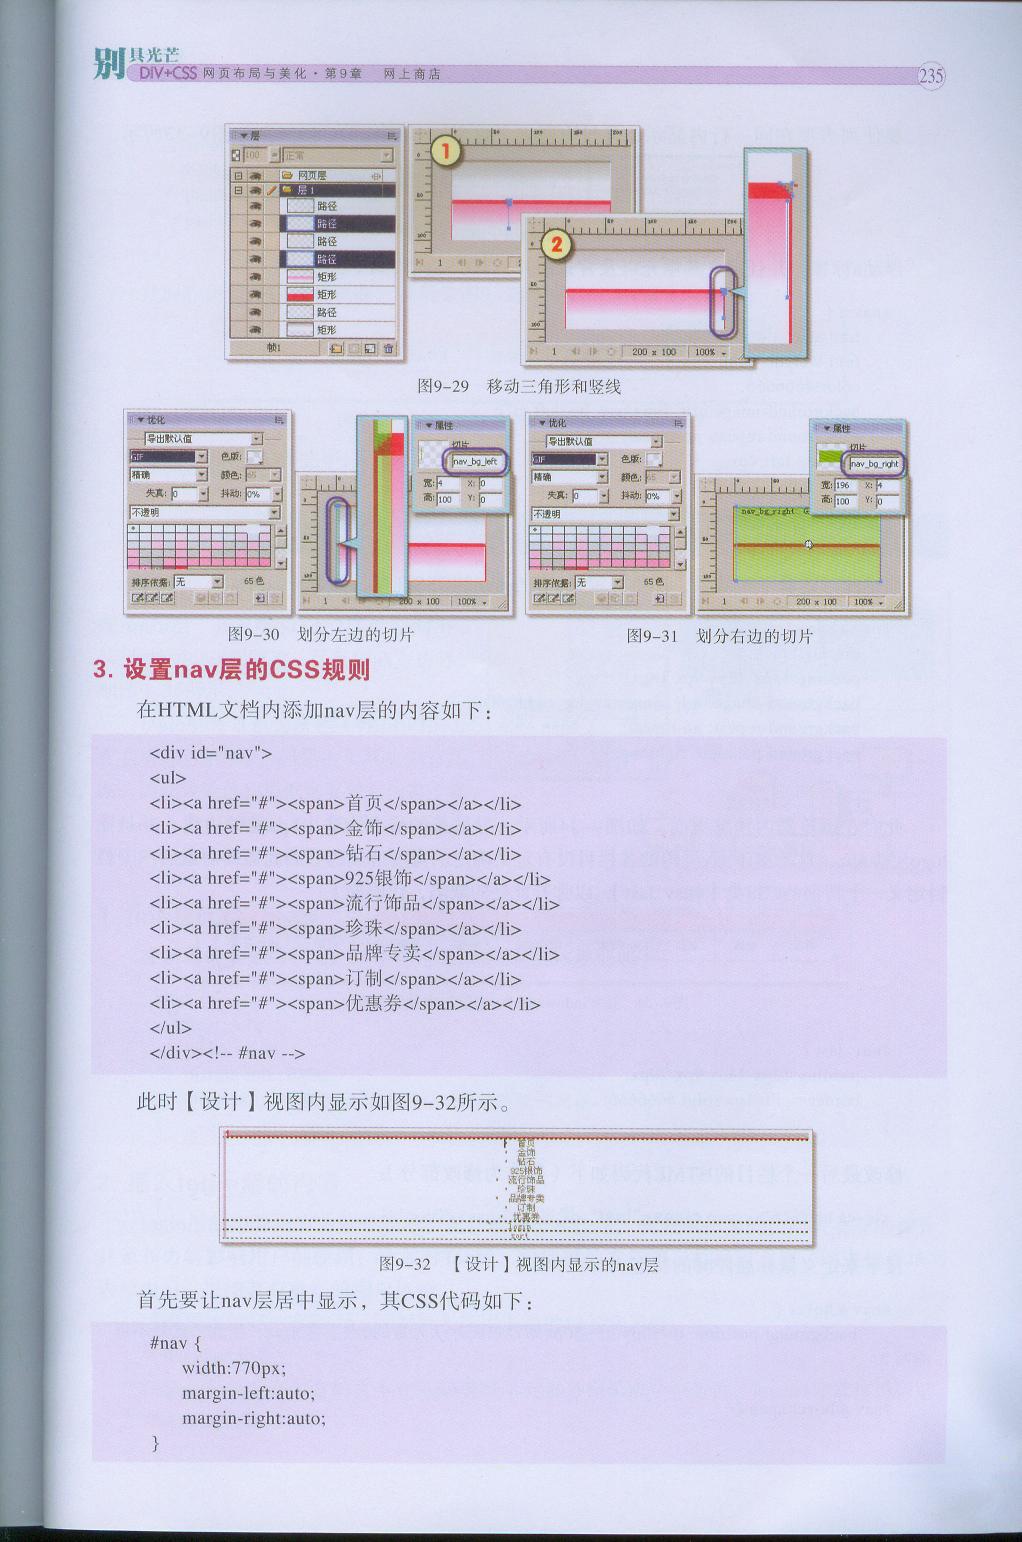 别具光芒
DIV+CSS 网页布局与美化·第9章 网上商店
235
层
100 正常
网页层
层 1
路径
路径
路径
路径
矩形
矩形
路径
矩形
帧1
1
1
2
1
200 x 100 100%
图9-29 移动三角形和竖线
优化
导出默认值
GIF 色版:
精确 颜色: 65
失真: 0 抖动: 0%
不透明
排序依据: 无 65 色
属性
切片
nav_bg_left
宽: 4 X: 0
高: 100 Y: 0
1 200 x 100 100%
优化
导出默认值
GIF 色版:
精确 颜色: 65
失真: 0 抖动: 0%
不透明
排序依据: 无 65 色
属性
切片
nav_bg_right
宽: 196 X: 4
高: 100 Y: 0
nav_bg_right
1 200 x 100 100%
图9-30 划分左边的切片
图9-31 划分右边的切片
3. 设置nav层的CSS规则
在HTML文档内添加nav层的内容如下：
<div id="nav">
<ul>
<li><a href="#"><span>首页</span></a></li>
<li><a href="#"><span>金饰</span></a></li>
<li><a href="#"><span>钻石</span></a></li>
<li><a href="#"><span>925银饰</span></a></li>
<li><a href="#"><span>流行饰品</span></a></li>
<li><a href="#"><span>珍珠</span></a></li>
<li><a href="#"><span>品牌专卖</span></a></li>
<li><a href="#"><span>订制</span></a></li>
<li><a href="#"><span>优惠券</span></a></li>
</ul>
</div><!-- #nav -->
此时【设计】视图内显示如图9-32所示。
首页
金饰
钻石
925银饰
流行饰品
珍珠
品牌专卖
订制
优惠券
login
图9-32 【设计】视图内显示的nav层
首先要让nav层居中显示，其CSS代码如下：
#nav {
width:770px;
margin-left:auto;
margin-right:auto;
}